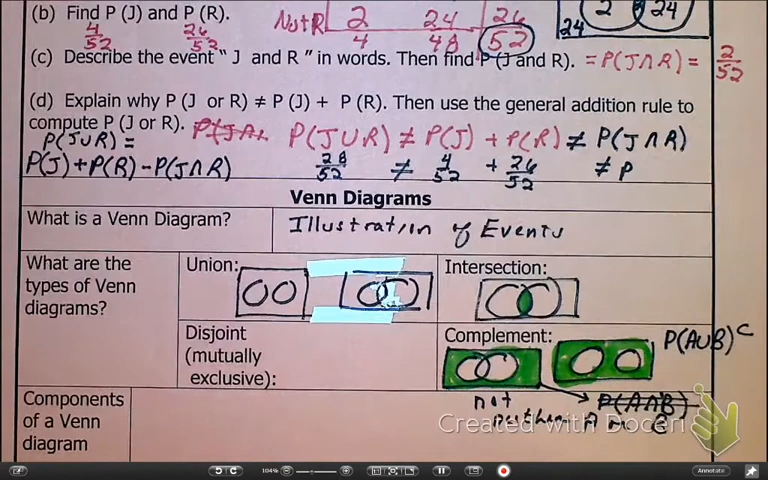 (b) Find P (J) and P (R).
4/52 26/52
Not R 2 24 26
4 48 52
2 24
24
(c) Describe the event " J and R " in words. Then find P (J and R). = P(J∩R) = 2/52
(d) Explain why P (J or R) ≠ P (J) + P (R). Then use the general addition rule to
compute P (J or R). P(J∩ P(J∪R) ≠ P(J) + P(R) ≠ P(J∩R)
P(J∪R) =
P(J) + P(R) - P(J∩R) 28/52 ≠ 4/52 + 26/52 ≠ P
Venn Diagrams
What is a Venn Diagram? Illustration of Events
What are the
types of Venn
diagrams?
Union:
Intersection:
Disjoint
(mutually
exclusive):
Complement:
P(A∪B)ᶜ
not P(A∩B)
Components
of a Venn
diagram
Created with Doceri
104%
Annotate